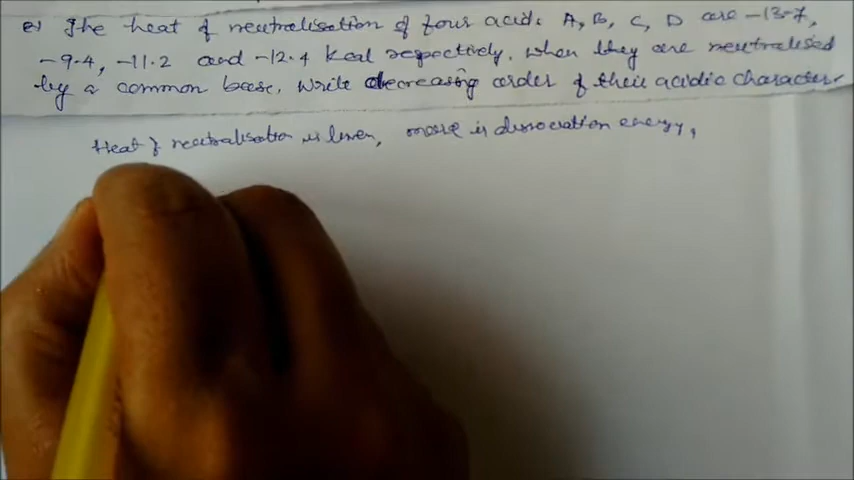 Q) The heat of neutralisation of four acids A, B, C, D are -13.7,
-9.4, -11.2 and -12.4 Kcal respectively, when they are neutralised
by a common base. Write decreasing order of their acidic character.
Heat of neutralisation is lower, more is dissociation energy,